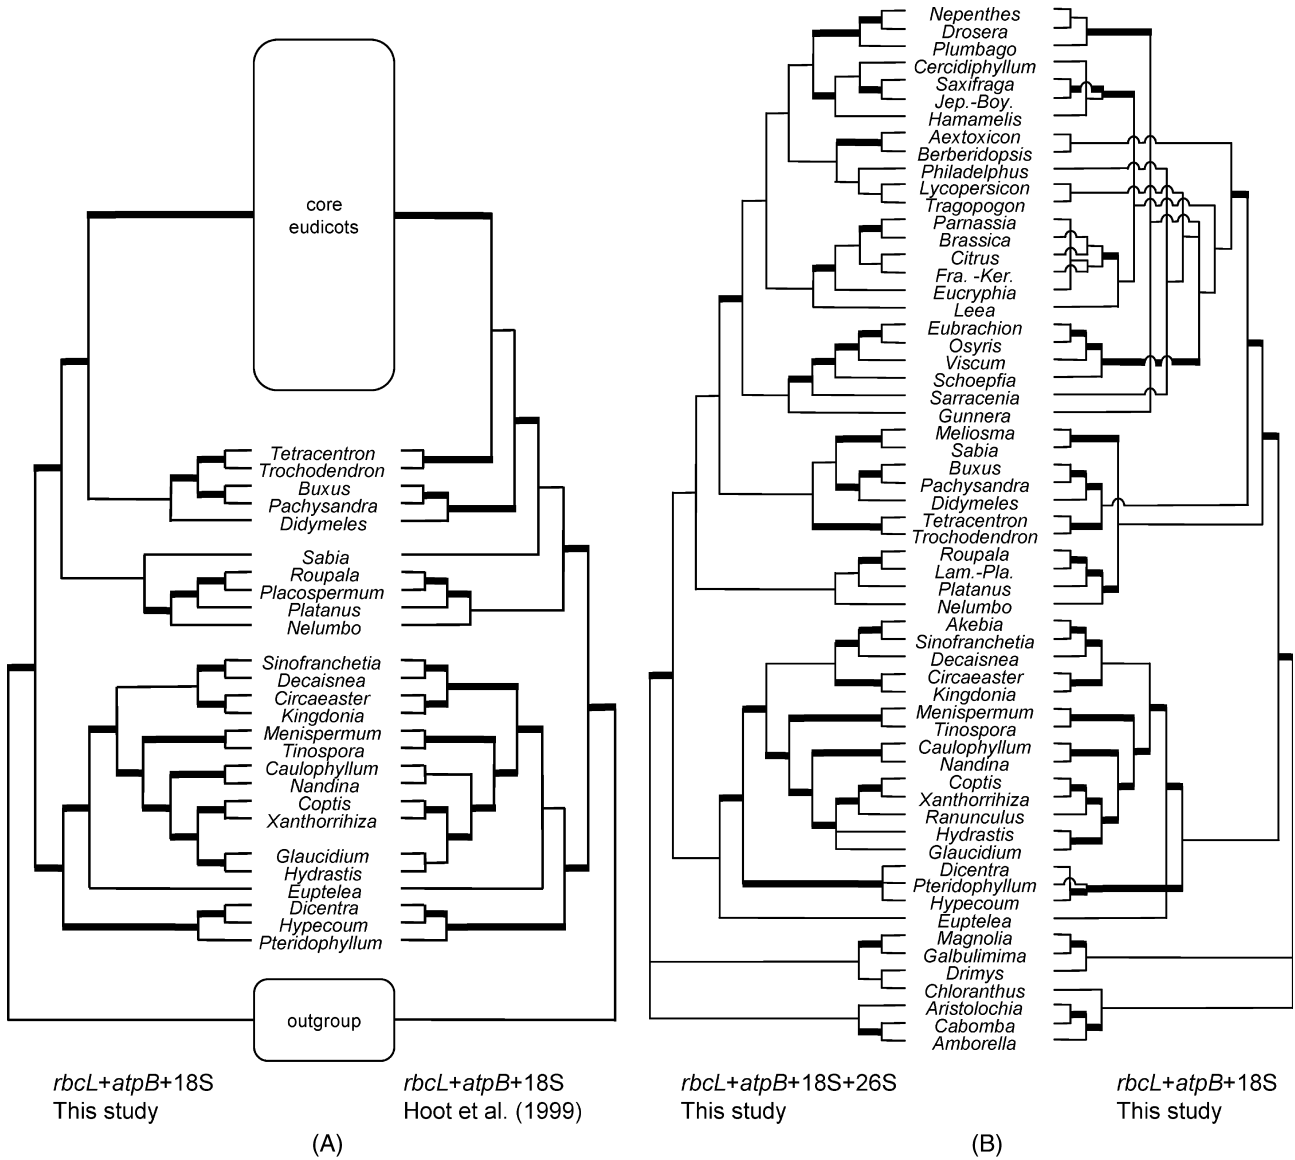 core
eudicots
Tetracentron
Trochodendron
Buxus
Pachysandra
Didymeles
Sabia
Roupala
Placospermum
Platanus
Nelumbo
Sinofranchetia
Decaisnea
Circaeaster
Kingdonia
Menispermum
Tinospora
Caulophyllum
Nandina
Coptis
Xanthorrihiza
Glaucidium
Hydrastis
Euptelea
Dicentra
Hypecoum
Pteridophyllum
outgroup
rbcL+atpB+18S
This study
rbcL+atpB+18S
Hoot et al. (1999)
(A)
Nepenthes
Drosera
Plumbago
Cercidiphyllum
Saxifraga
Jep.-Boy.
Hamamelis
Aextoxicon
Berberidopsis
Philadelphus
Lycopersicon
Tragopogon
Parnassia
Brassica
Citrus
Fra. -Ker.
Eucryphia
Leea
Eubrachion
Osyris
Viscum
Schoepfia
Sarracenia
Gunnera
Meliosma
Sabia
Buxus
Pachysandra
Didymeles
Tetracentron
Trochodendron
Roupala
Lam.-Pla.
Platanus
Nelumbo
Akebia
Sinofranchetia
Decaisnea
Circaeaster
Kingdonia
Menispermum
Tinospora
Caulophyllum
Nandina
Coptis
Xanthorrihiza
Ranunculus
Hydrastis
Glaucidium
Dicentra
Pteridophyllum
Hypecoum
Euptelea
Magnolia
Galbulimima
Drimys
Chloranthus
Aristolochia
Cabomba
Amborella
rbcL+atpB+18S+26S
This study
rbcL+atpB+18S
This study
(B)